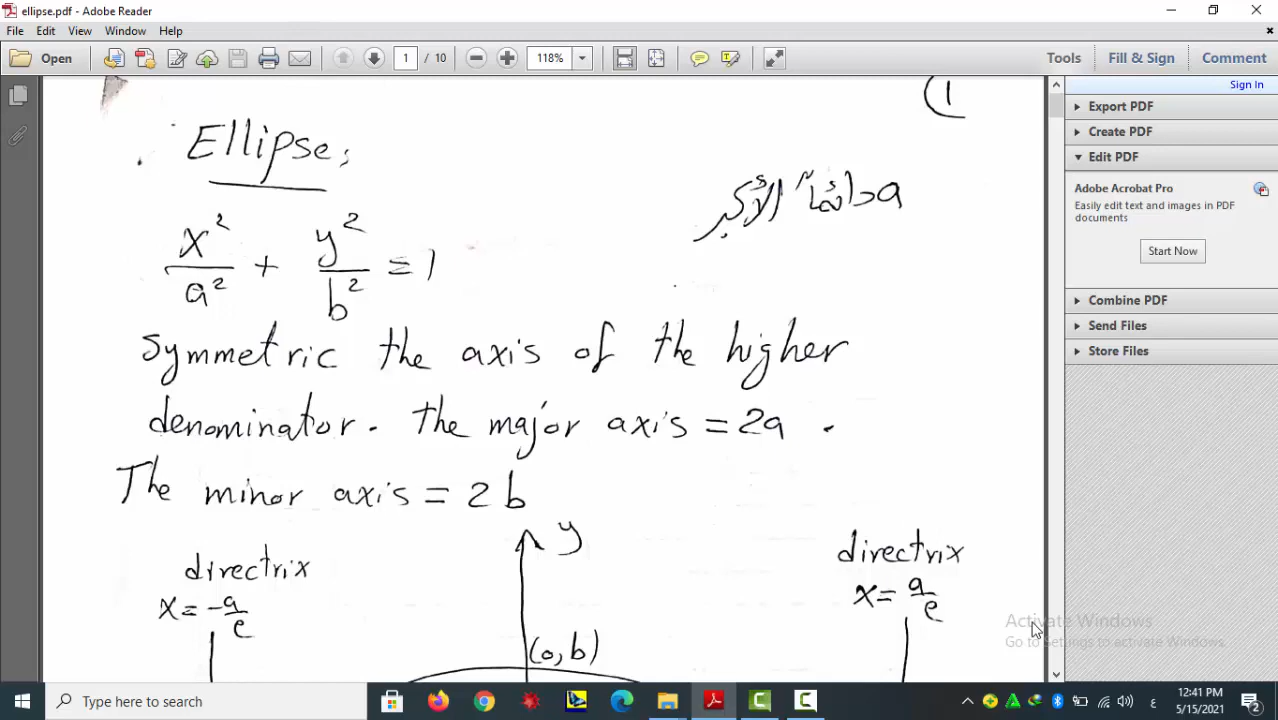 ellipse.pdf - Adobe Reader
File Edit View Window Help
Open 1 / 10 118% Tools Fill & Sign Comment
Sign In
Export PDF
Create PDF
Edit PDF
Adobe Acrobat Pro
Easily edit text and images in PDF
documents
Start Now
Combine PDF
Send Files
Store Files
1
Ellipse:
a دائماً الأكبر
x²/a² + y²/b² = 1
symmetric the axis of the higher
denominator. The major axis = 2a.
The minor axis = 2b
y
directrix
x = -a/e
directrix
x = a/e
(0, b)
Activate Windows
Go to Settings to activate Windows.
Type here to search
ع
12:41 PM
5/15/2021
2